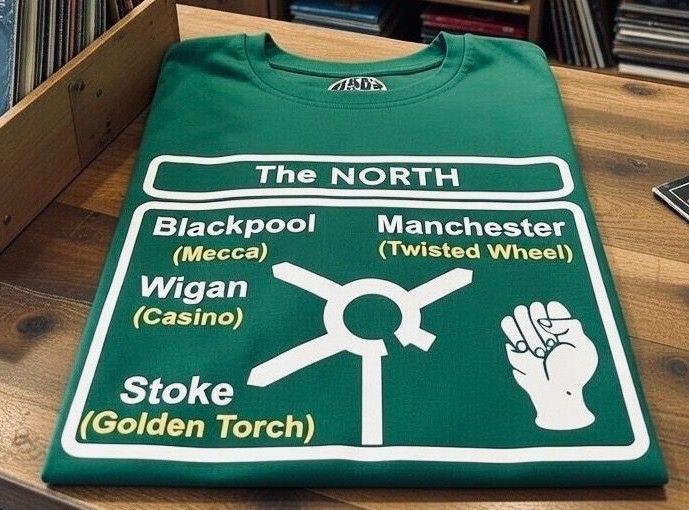 The NORTH
Blackpool
(Mecca)
Manchester
(Twisted Wheel)
Wigan
(Casino)
Stoke
(Golden Torch)